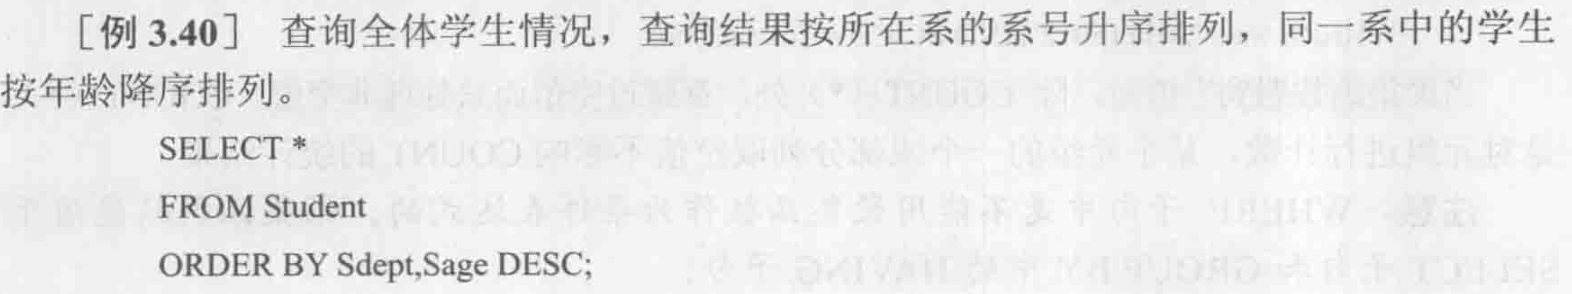 ［例 3.40］ 查询全体学生情况，查询结果按所在系的系号升序排列，同一系中的学生
按年龄降序排列。
SELECT *
FROM Student
ORDER BY Sdept,Sage DESC;